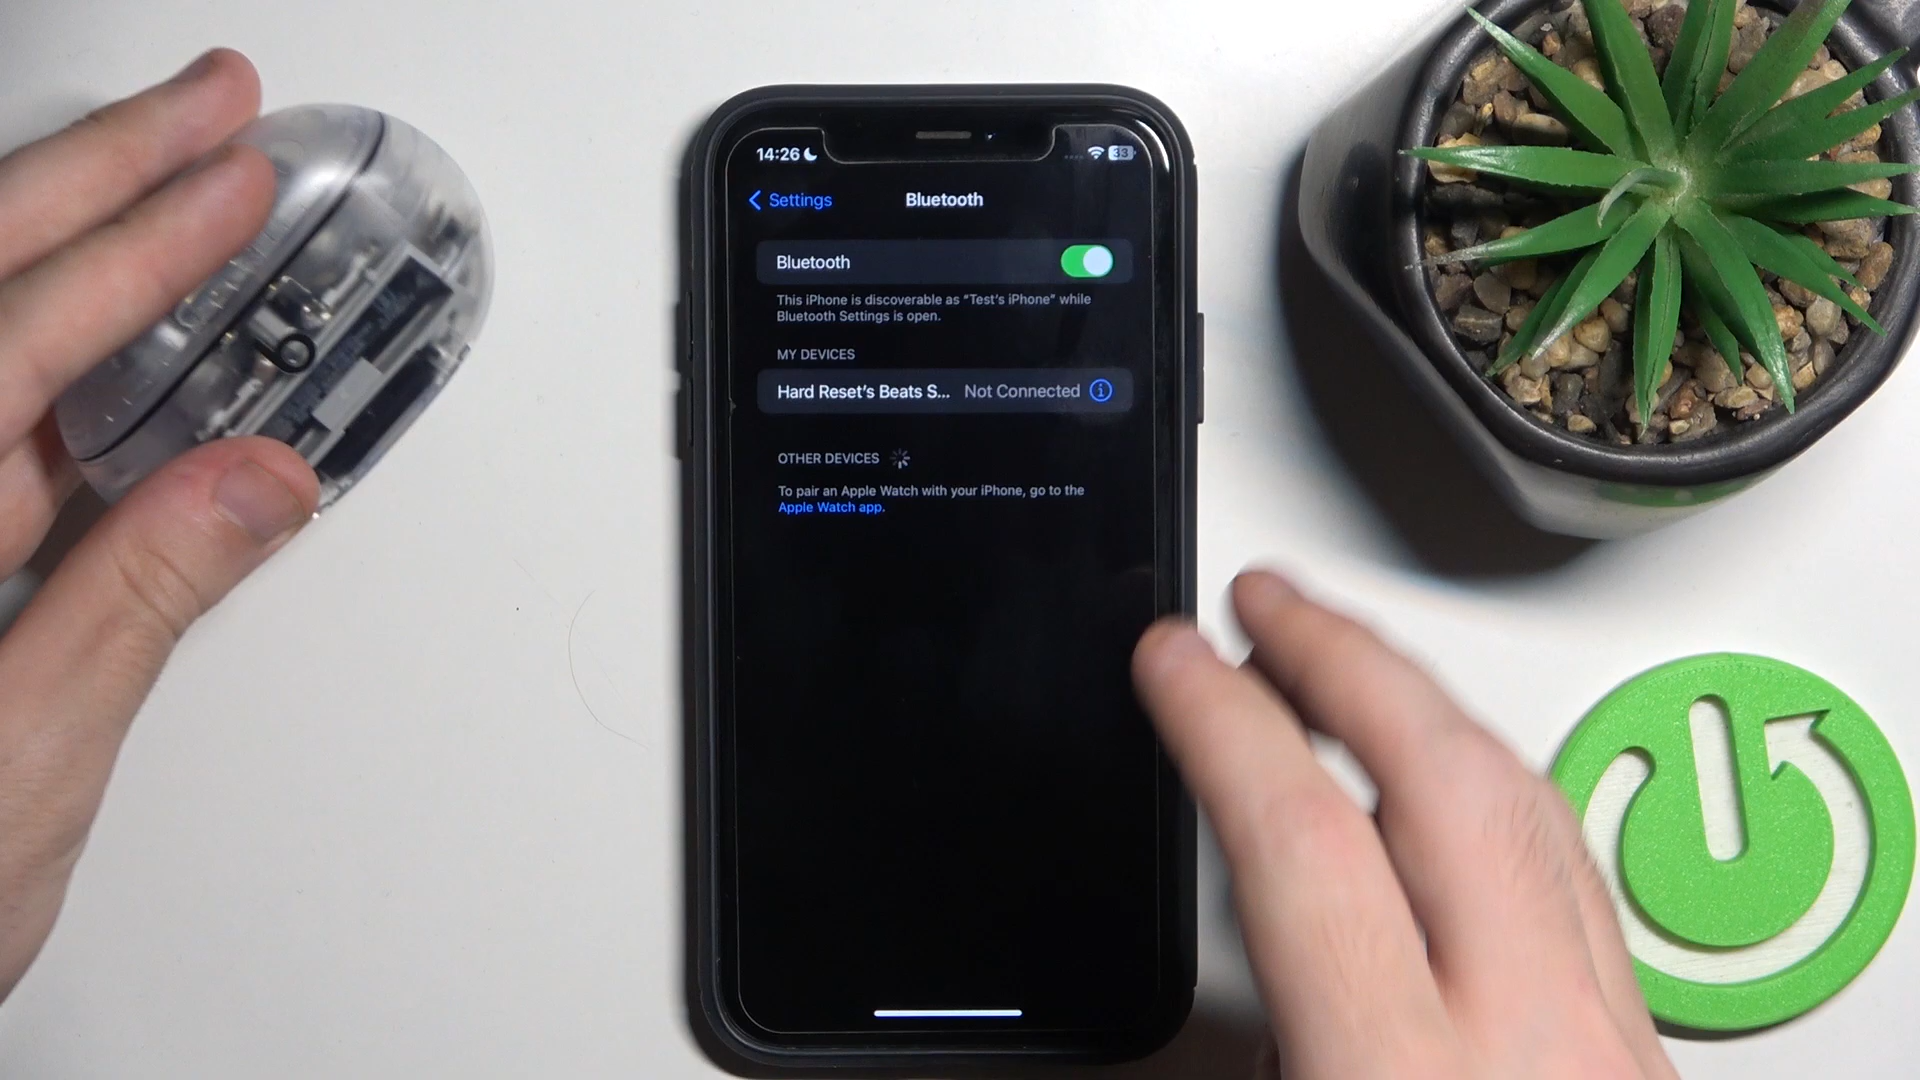 14:26
33
Settings
Bluetooth
Bluetooth
This iPhone is discoverable as “Test’s iPhone” while
Bluetooth Settings is open.
MY DEVICES
Hard Reset’s Beats S... Not Connected
OTHER DEVICES
To pair an Apple Watch with your iPhone, go to the
Apple Watch app.